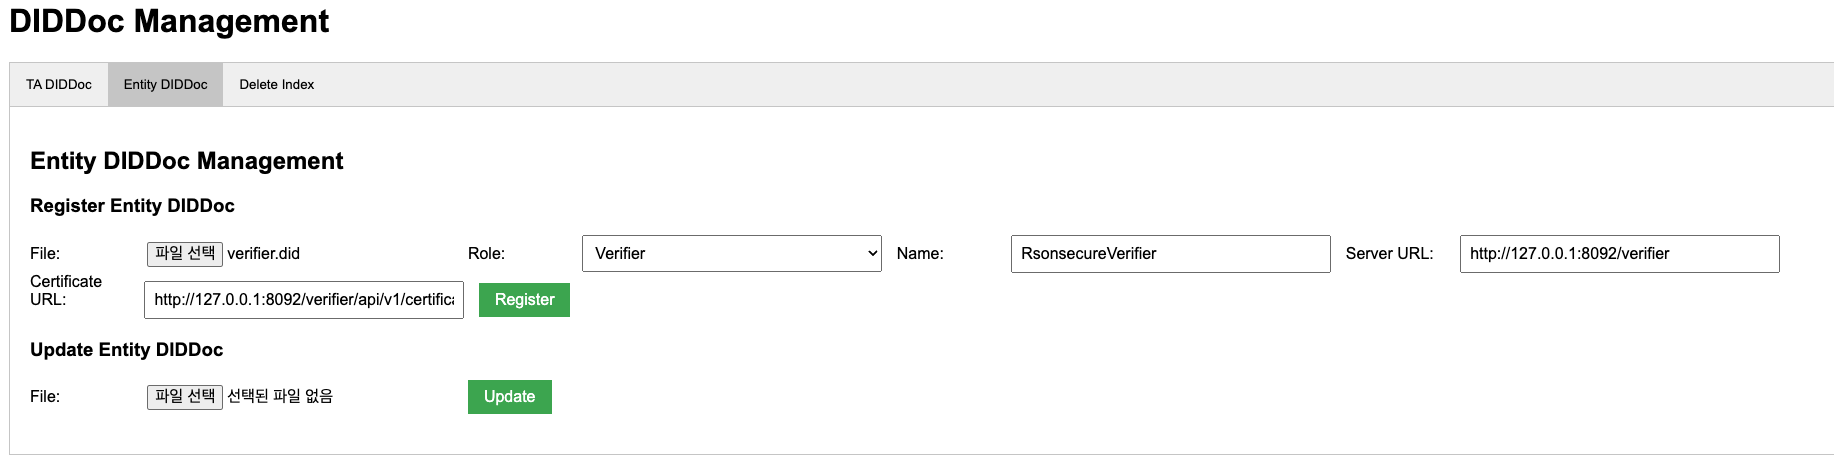 DIDDoc Management
TA DIDDoc Entity DIDDoc Delete Index
Entity DIDDoc Management
Register Entity DIDDoc
File: 파일 선택 verifier.did Role: Verifier Name: RsonsecureVerifier Server URL: http://127.0.0.1:8092/verifier
Certificate URL: http://127.0.0.1:8092/verifier/api/v1/certific Register
Update Entity DIDDoc
File: 파일 선택 선택된 파일 없음 Update